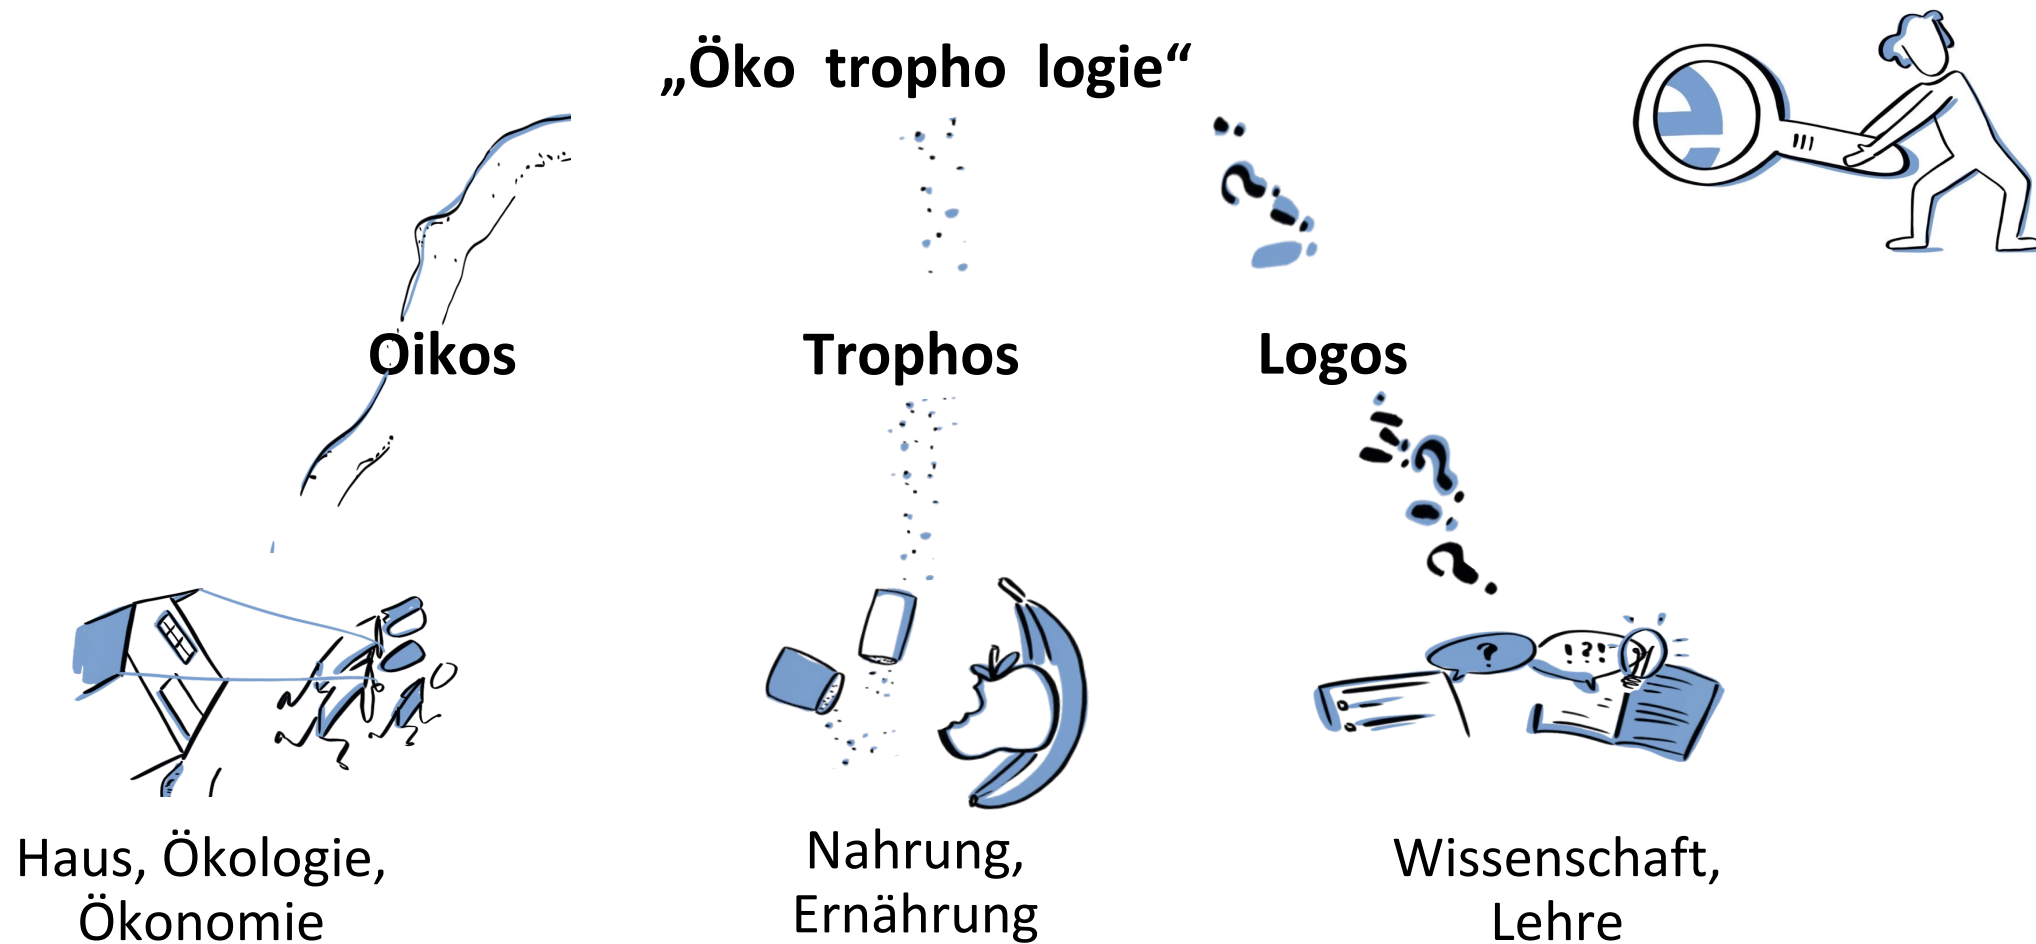 „Öko tropho logie“
Oikos
Trophos
Logos
?
!?!
Haus, Ökologie,
Ökonomie
Nahrung,
Ernährung
Wissenschaft,
Lehre